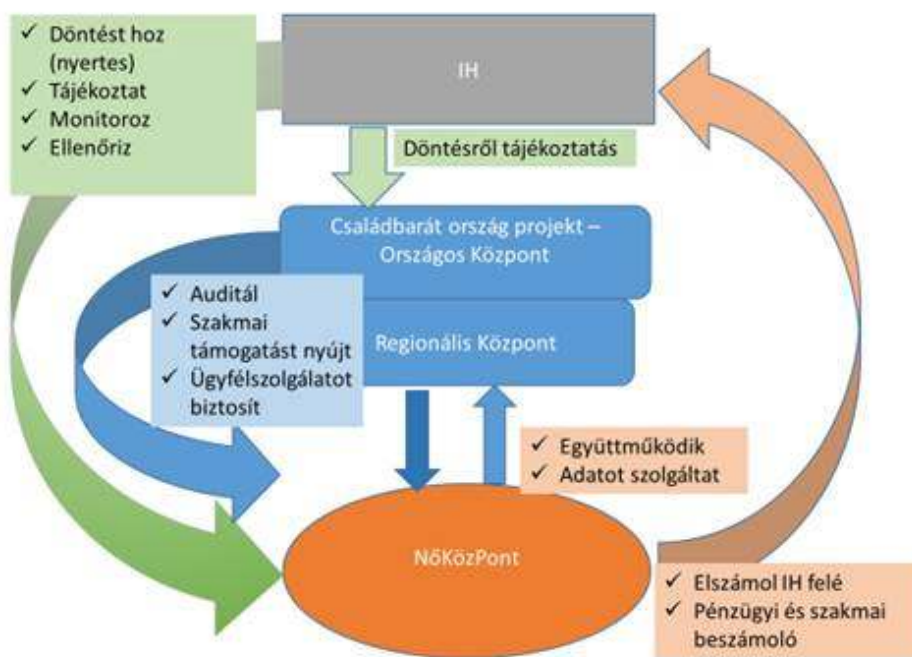 ✓ Döntést hoz
(nyertes)
✓ Tájékoztat
✓ Monitoroz
✓ Ellenőriz
IH
Döntésről tájékoztatás
Családbarát ország projekt –
Országos Központ
✓ Auditál
✓ Szakmai
támogatást nyújt
✓ Ügyfélszolgálatot
biztosít
Regionális Központ
✓ Együttműködik
✓ Adatot szolgáltat
NőKözPont
✓ Elszámol IH felé
✓ Pénzügyi és szakmai
beszámoló